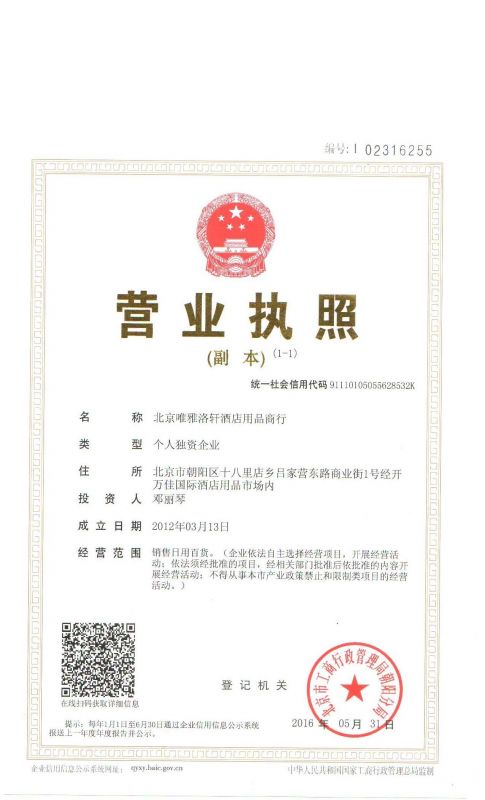 编号:1 02316255
营业执照
(副 本)(1-1)
统一社会信用代码 91110105055628532K
名 称 北京唯雅洛轩酒店用品商行
类 型 个人独资企业
住 所 北京市朝阳区十八里店乡吕家营东路商业街1号经开
万佳国际酒店用品市场内
投 资 人 邓丽琴
成立日期 2012年03月13日
经营范围 销售日用百货。（企业依法自主选择经营项目，开展经营活
动；依法须经批准的项目，经相关部门批准后依批准的内容开
展经营活动；不得从事本市产业政策禁止和限制类项目的经营
活动。）
在线扫码获取详细信息
登记机关
北京市工商行政管理局朝阳分局
2016 年 05月 31日
提示：每年1月1日至6月30日通过企业信用信息公示系统
报送上一年度年度报告并公示。
企业信用信息公示系统网址： qyxy.baic.gov.cn
中华人民共和国国家工商行政管理总局监制